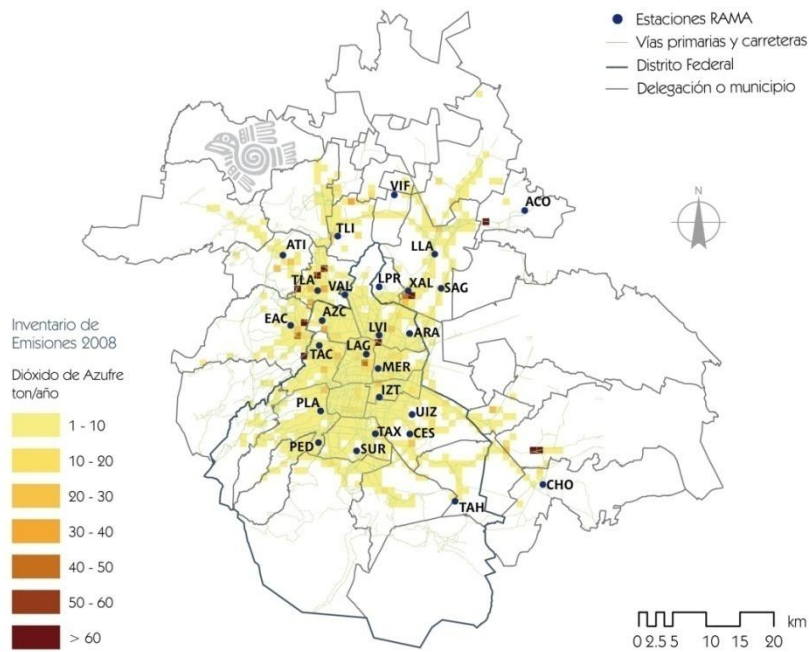 Estaciones RAMA
Vías primarias y carreteras
Distrito Federal
Delegación o municipio
N
VIF
ACO
TLI
ATI
LLA
TLA
VAL
LPR
XAL
SAG
EAC
AZC
LVI
ARA
TAC
LAG
MER
IZT
PLA
UIZ
TAX
CES
PED
SUR
CHO
TAH
Inventario de
Emisiones 2008
Dióxido de Azufre
ton/año
1 - 10
10 - 20
20 - 30
30 - 40
40 - 50
50 - 60
> 60
km
0 2.5 5 10 15 20